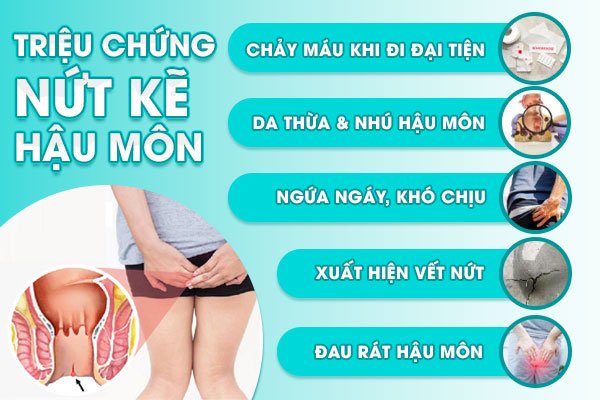 TRIỆU CHỨNG
NỨT KẼ
HẬU MÔN
CHẢY MÁU KHI ĐI ĐẠI TIỆN
DA THỪA & NHÚ HẬU MÔN
NGỨA NGÁY, KHÓ CHỊU
XUẤT HIỆN VẾT NỨT
ĐAU RÁT HẬU MÔN